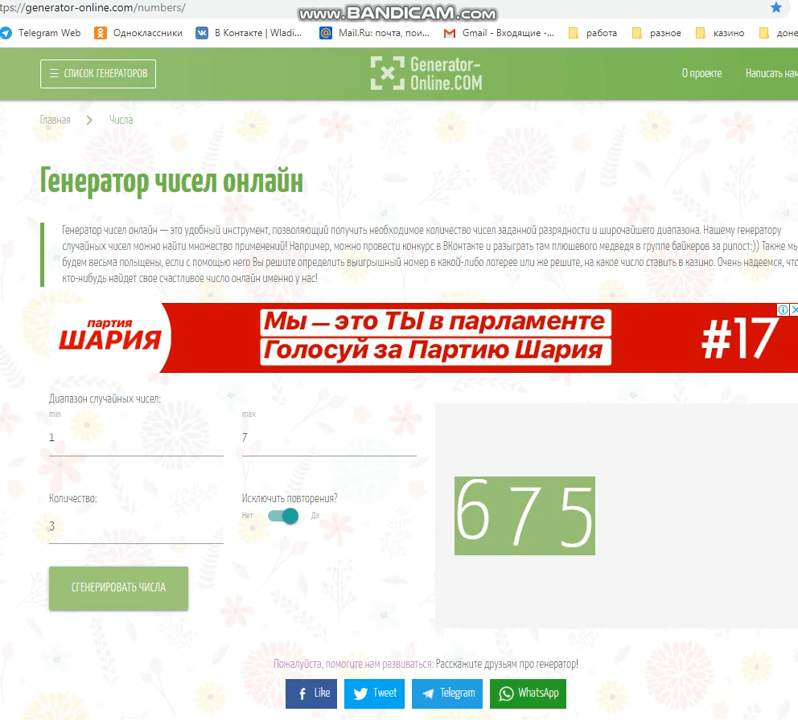 tps://generator-online.com/numbers/
www.BANDICAM.com
Telegram Web
Одноклассники
В Контакте | Wladi...
Mail.Ru: почта, пои...
Gmail - Входящие -...
работа
разное
казино
доне
СПИСОК ГЕНЕРАТОРОВ
Generator-
Online.COM
О проекте
Написать нам
Главная
Числа
Генератор чисел онлайн
Генератор чисел онлайн — это удобный инструмент, позволяющий получить необходимое количество чисел заданной разрядности и широчайшего диапазона. Нашему генератору
случайных чисел можно найти множество применений! Например, можно провести конкурс в ВКонтакте и разыграть там плюшевого медведя в группе байкеров за рипост:)) Также мы
будем весьма польщены, если с помощью него Вы решите определить выигрышный номер в какой-либо лотерее или же решите, на какое число ставить в казино. Очень надеемся, что
кто-нибудь найдет свое счастливое число онлайн именно у нас!
партия
ШАРИЯ
Мы — это ТЫ в парламенте
Голосуй за Партию Шария
#17
Диапазон случайных чисел:
min
max
1
7
Количество:
Исключить повторения?
Нет
Да
3
6 7 5
СГЕНЕРИРОВАТЬ ЧИСЛА
Пожалуйста, помогите нам развиваться: Расскажите друзьям про генератор!
Like
Tweet
Telegram
WhatsApp